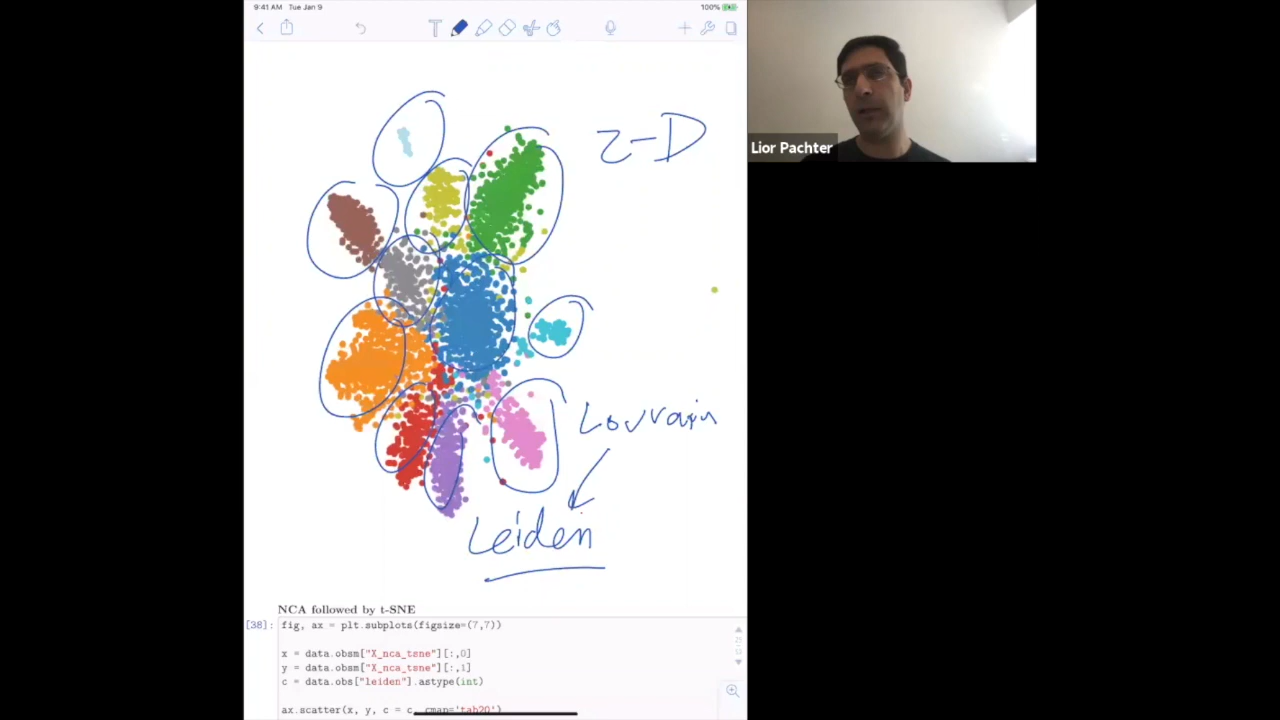 9:41 AM Tue Jan 9
100%
T
2-D
Lior Pachter
Louvain
Leiden
NCA followed by t-SNE
[38]:
fig, ax = plt.subplots(figsize=(7,7))
x = data.obsm["X_nca_tsne"][:,0]
y = data.obsm["X_nca_tsne"][:,1]
c = data.obs["leiden"].astype(int)
ax.scatter(x, y, c = c, cmap='tab20')